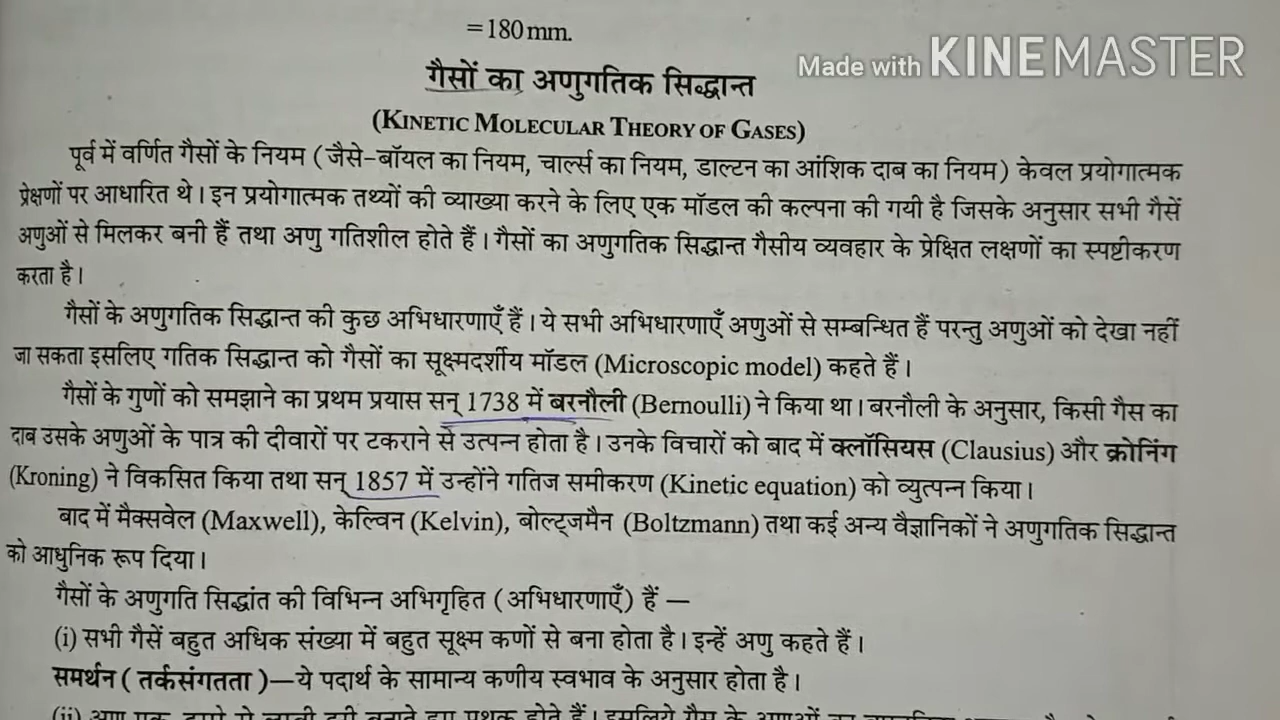 =180mm.
Made with KINEMASTER
गैसों का अणुगतिक सिद्धान्त
(KINETIC MOLECULAR THEORY OF GASES)
पूर्व में वर्णित गैसों के नियम (जैसे-बॉयल का नियम, चार्ल्स का नियम, डाल्टन का आंशिक दाब का नियम) केवल प्रयोगात्मक
प्रेक्षणों पर आधारित थे। इन प्रयोगात्मक तथ्यों की व्याख्या करने के लिए एक मॉडल की कल्पना की गयी है जिसके अनुसार सभी गैसें
अणुओं से मिलकर बनी हैं तथा अणु गतिशील होते हैं। गैसों का अणुगतिक सिद्धान्त गैसीय व्यवहार के प्रेक्षित लक्षणों का स्पष्टीकरण
करता है।
गैसों के अणुगतिक सिद्धान्त की कुछ अभिधारणाएँ हैं। ये सभी अभिधारणाएँ अणुओं से सम्बन्धित हैं परन्तु अणुओं को देखा नहीं
जा सकता इसलिए गतिक सिद्धान्त को गैसों का सूक्ष्मदर्शीय मॉडल (Microscopic model) कहते हैं।
गैसों के गुणों को समझाने का प्रथम प्रयास सन् 1738 में बरनौली (Bernoulli) ने किया था। बरनौली के अनुसार, किसी गैस का
दाब उसके अणुओं के पात्र की दीवारों पर टकराने से उत्पन्न होता है। उनके विचारों को बाद में क्लॉसियस (Clausius) और क्रोनिंग
(Kroning) ने विकसित किया तथा सन् 1857 में उन्होंने गतिज समीकरण (Kinetic equation) को व्युत्पन्न किया।
बाद में मैक्सवेल (Maxwell), केल्विन (Kelvin), बोल्ट्जमैन (Boltzmann) तथा कई अन्य वैज्ञानिकों ने अणुगतिक सिद्धान्त
को आधुनिक रूप दिया।
गैसों के अणुगति सिद्धांत की विभिन्न अभिगृहित (अभिधारणाएँ) हैं —
(i) सभी गैसें बहुत अधिक संख्या में बहुत सूक्ष्म कणों से बना होता है। इन्हें अणु कहते हैं।
समर्थन (तर्कसंगतता)—ये पदार्थ के सामान्य कणीय स्वभाव के अनुसार होता है।